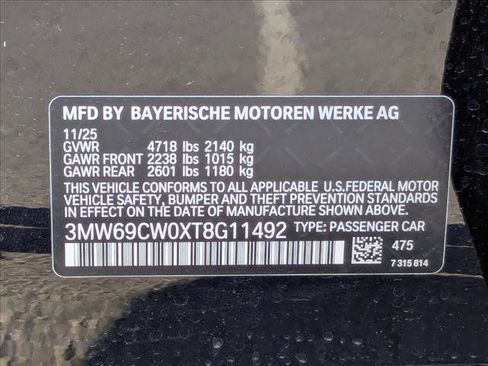 MFD BY BAYERISCHE MOTOREN WERKE AG
11/25
GVWR 4718 lbs 2140 kg
GAWR FRONT 2238 lbs 1015 kg
GAWR REAR 2601 lbs 1180 kg
THIS VEHICLE CONFORMS TO ALL APPLICABLE U.S.FEDERAL MOTOR
VEHICLE SAFETY, BUMPER AND THEFT PREVENTION STANDARDS IN
EFFECT ON THE DATE OF MANUFACTURE SHOWN ABOVE.
3MW69CW0XT8G11492 TYPE: PASSENGER CAR
475
7 315 814